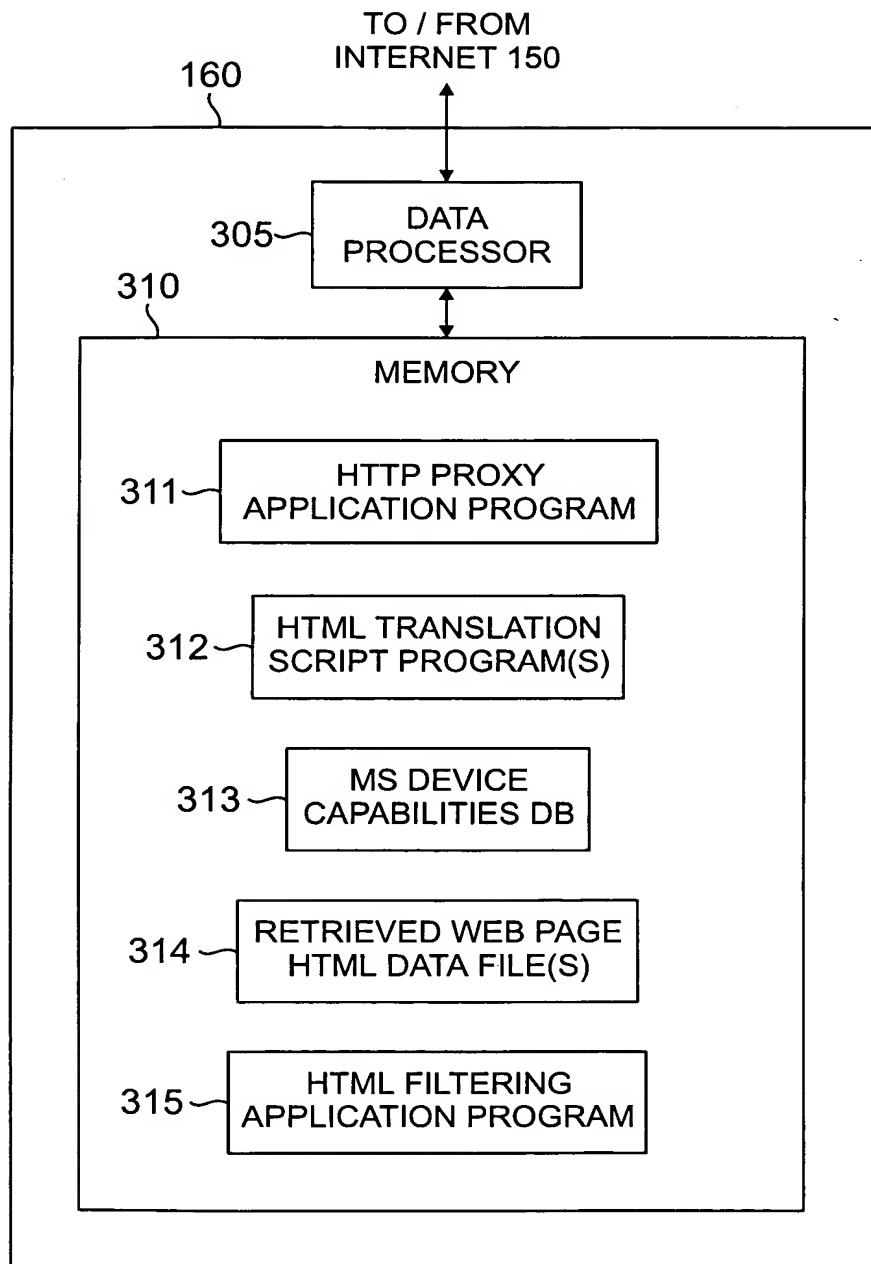 TO / FROM
INTERNET 150
160
DATA
PROCESSOR
305
310
MEMORY
HTTP PROXY
APPLICATION PROGRAM
311
HTML TRANSLATION
SCRIPT PROGRAM(S)
312
MS DEVICE
CAPABILITIES DB
313
RETRIEVED WEB PAGE
HTML DATA FILE(S)
314
HTML FILTERING
APPLICATION PROGRAM
315